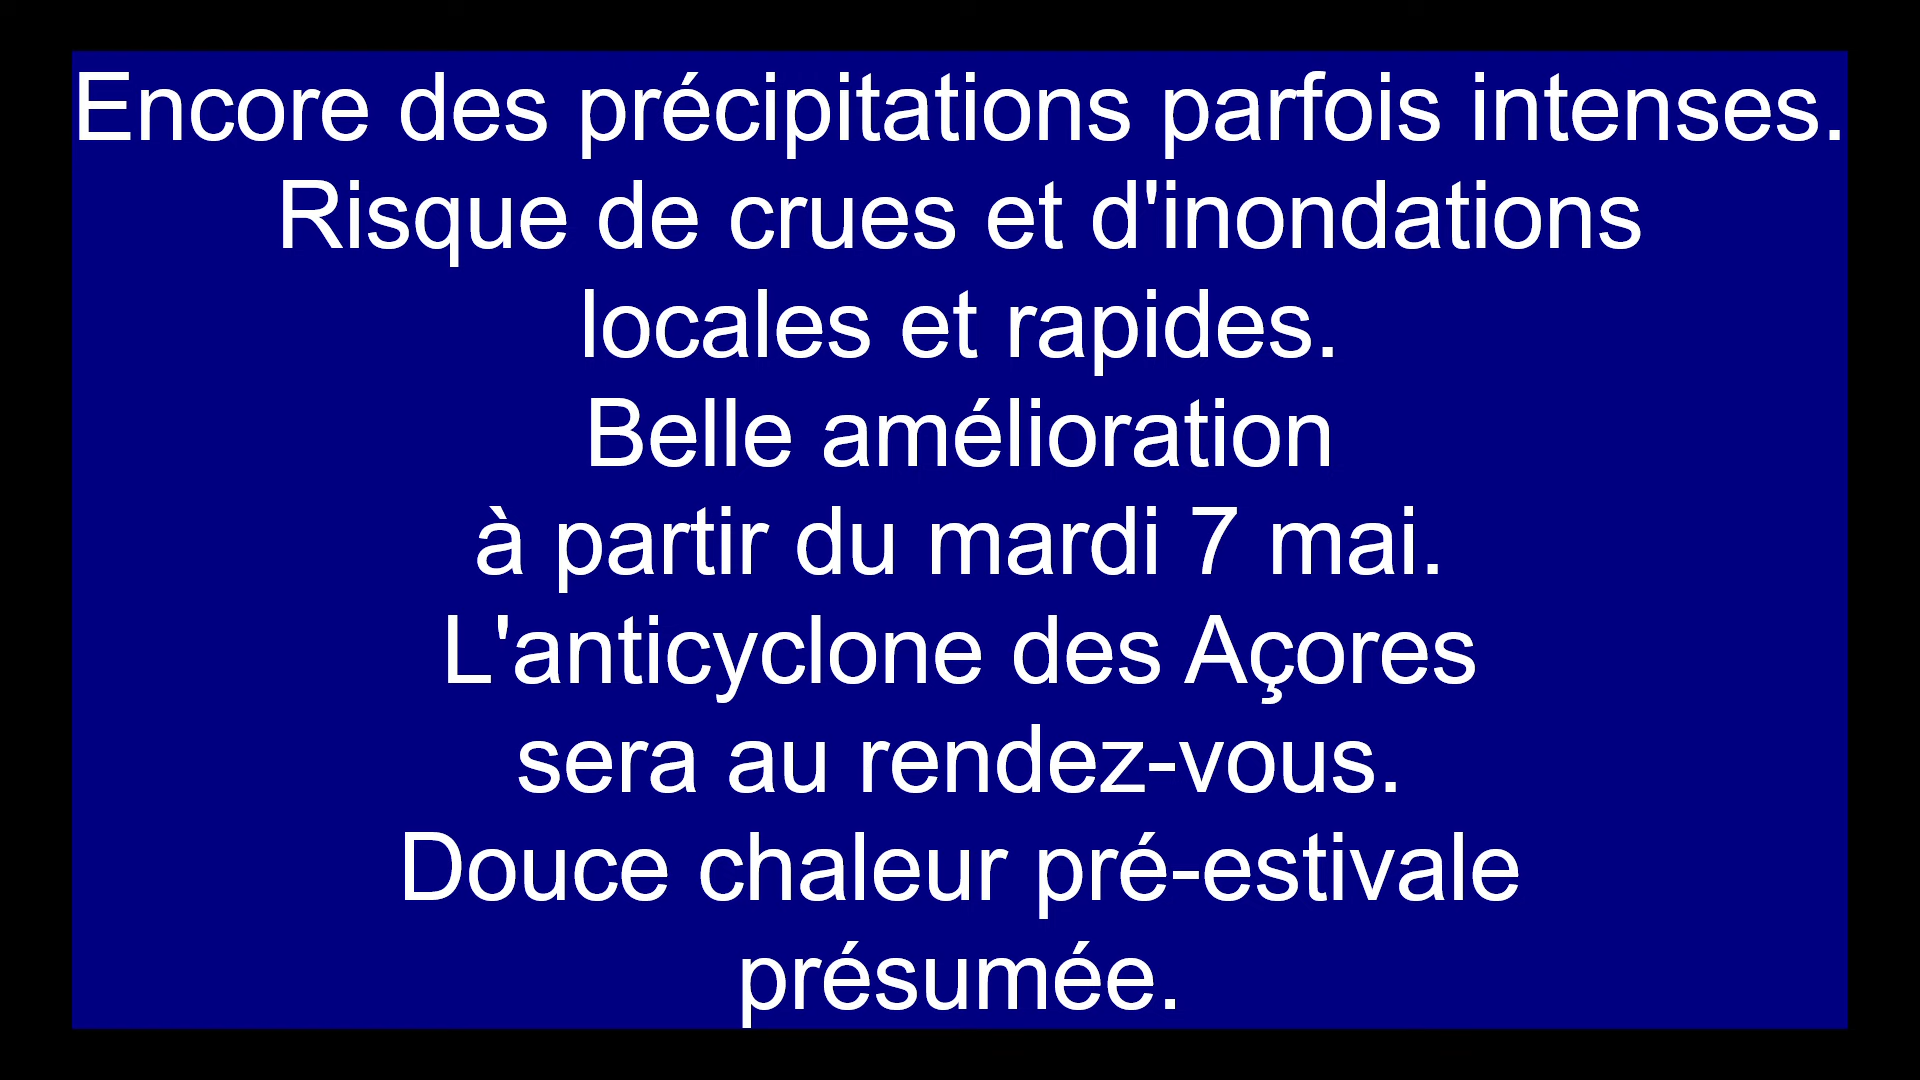 Encore des précipitations parfois intenses.
Risque de crues et d'inondations
locales et rapides.
Belle amélioration
à partir du mardi 7 mai.
L'anticyclone des Açores
sera au rendez-vous.
Douce chaleur pré-estivale
présumée.